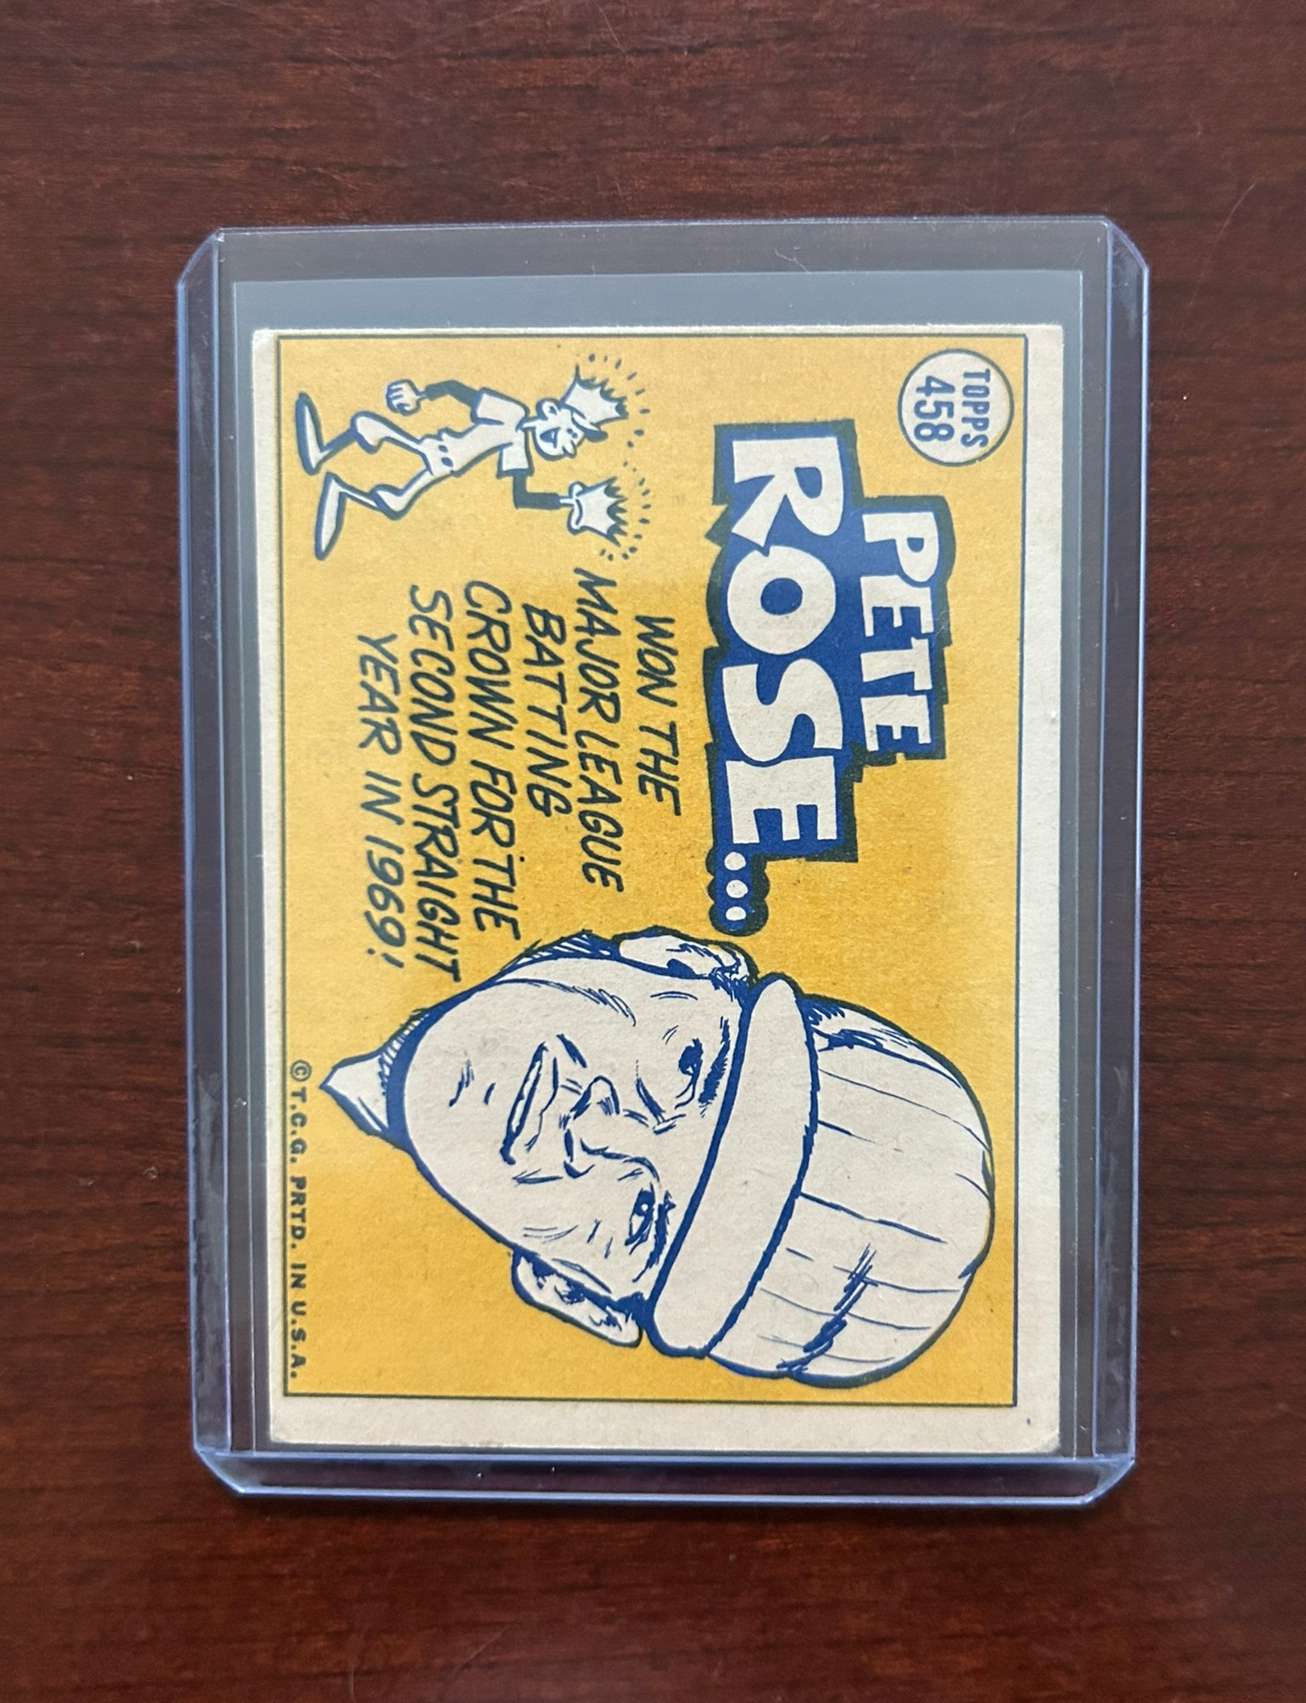 TOPPS
458
PETE
ROSE...
WON THE
MAJOR LEAGUE
BATTING
CROWN FOR THE
SECOND STRAIGHT
YEAR IN 1969!
© T.C.G. PRTD. IN U.S.A.